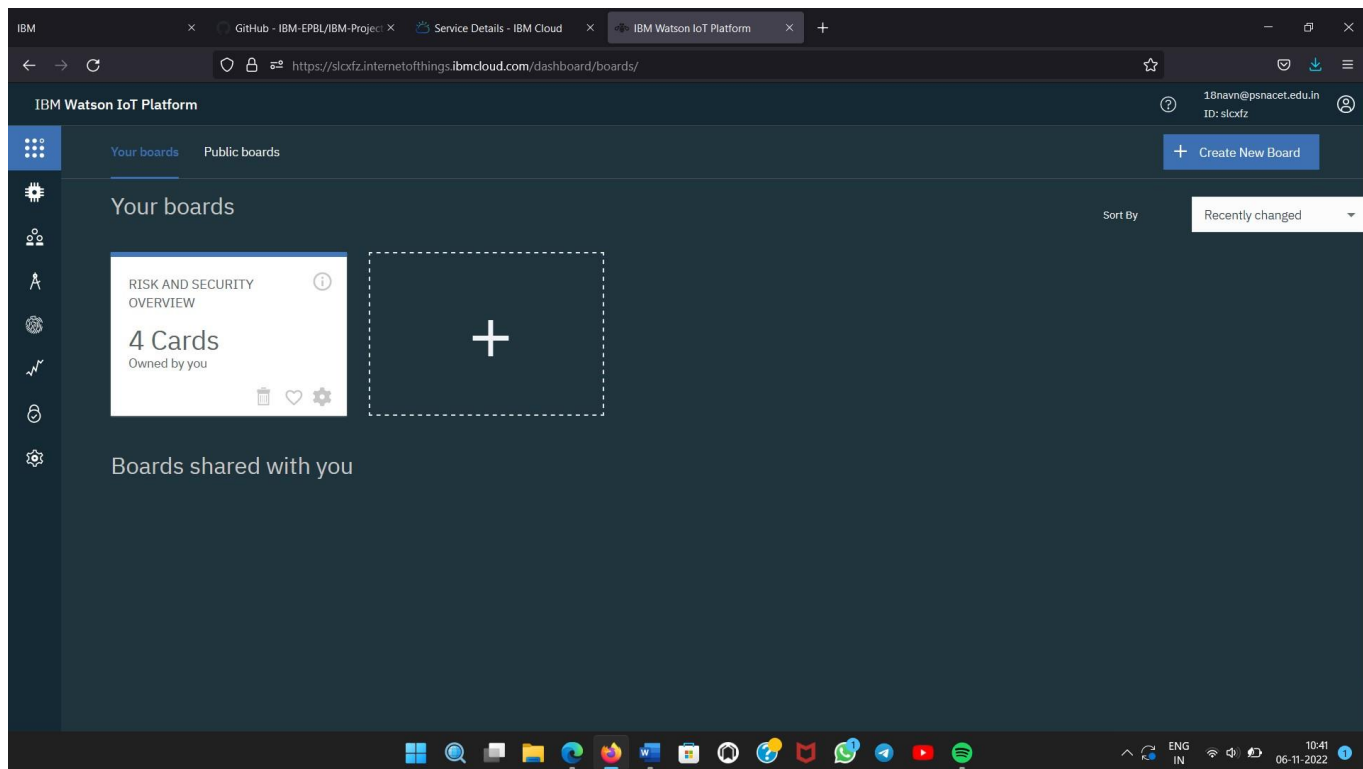 IBM
GitHub - IBM-EPBL/IBM-Project
Service Details - IBM Cloud
IBM Watson IoT Platform
https://slcxfz.internetofthings.ibmcloud.com/dashboard/boards/
IBM Watson IoT Platform
18navn@psnacet.edu.in
ID: slcxfz
Your boards
Public boards
+ Create New Board
Your boards
Sort By
Recently changed
RISK AND SECURITY
OVERVIEW
4 Cards
Owned by you
Boards shared with you
ENG
IN
10:41
06-11-2022
1